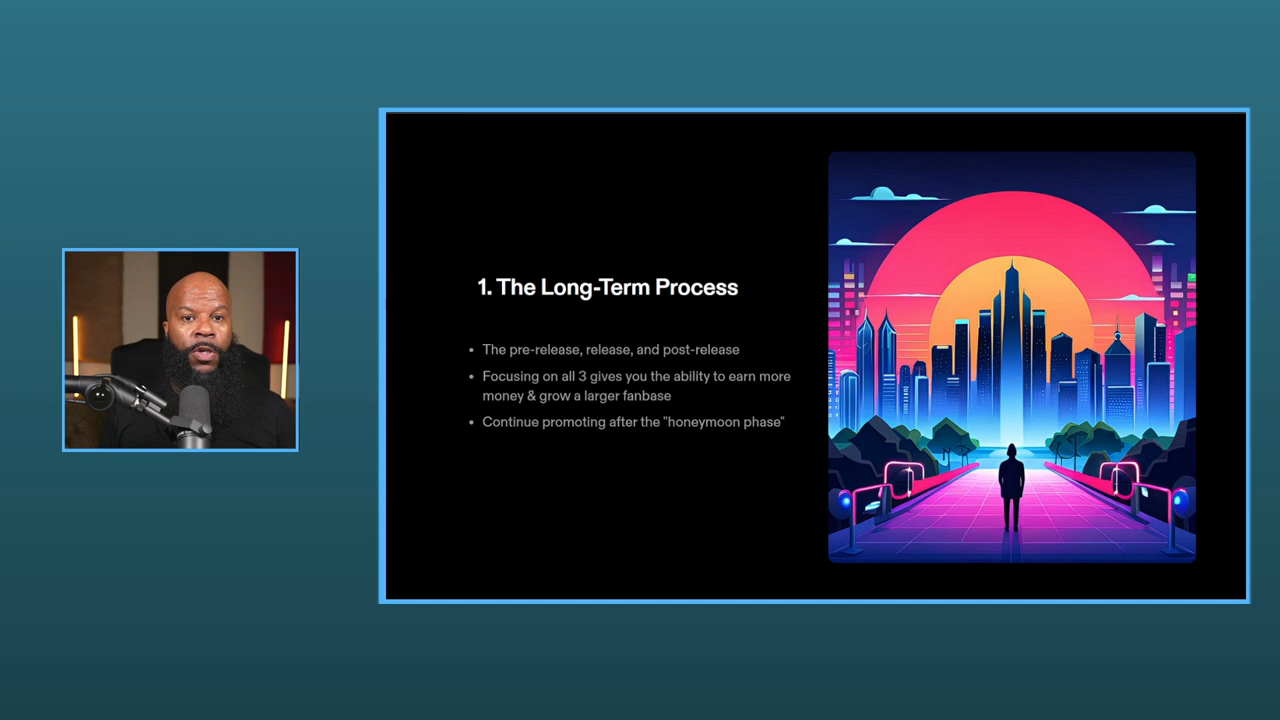 1. The Long-Term Process
• The pre-release, release, and post-release
• Focusing on all 3 gives you the ability to earn more
money & grow a larger fanbase
• Continue promoting after the "honeymoon phase"